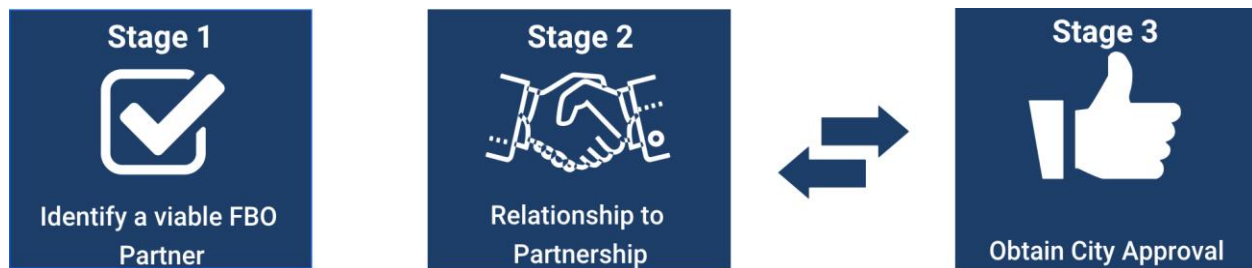 Stage 1
Identify a viable FBO
Partner
Stage 2
Relationship to
Partnership
Stage 3
Obtain City Approval